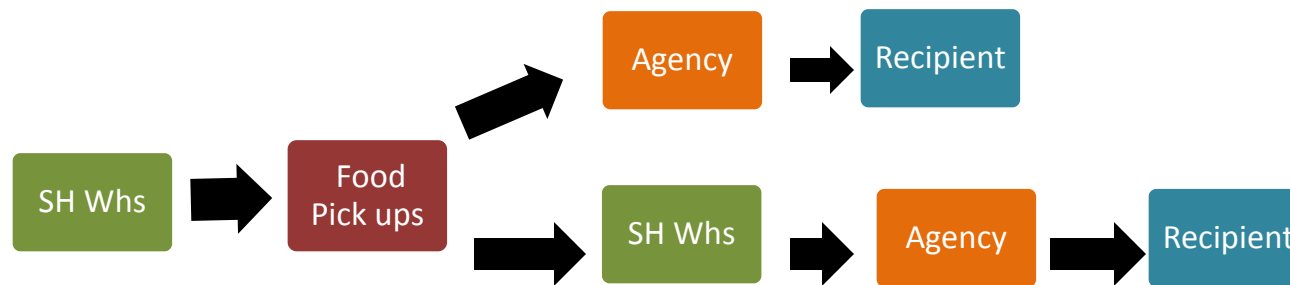 Agency
Recipient
SH Whs
Food
Pick ups
SH Whs
Agency
Recipient